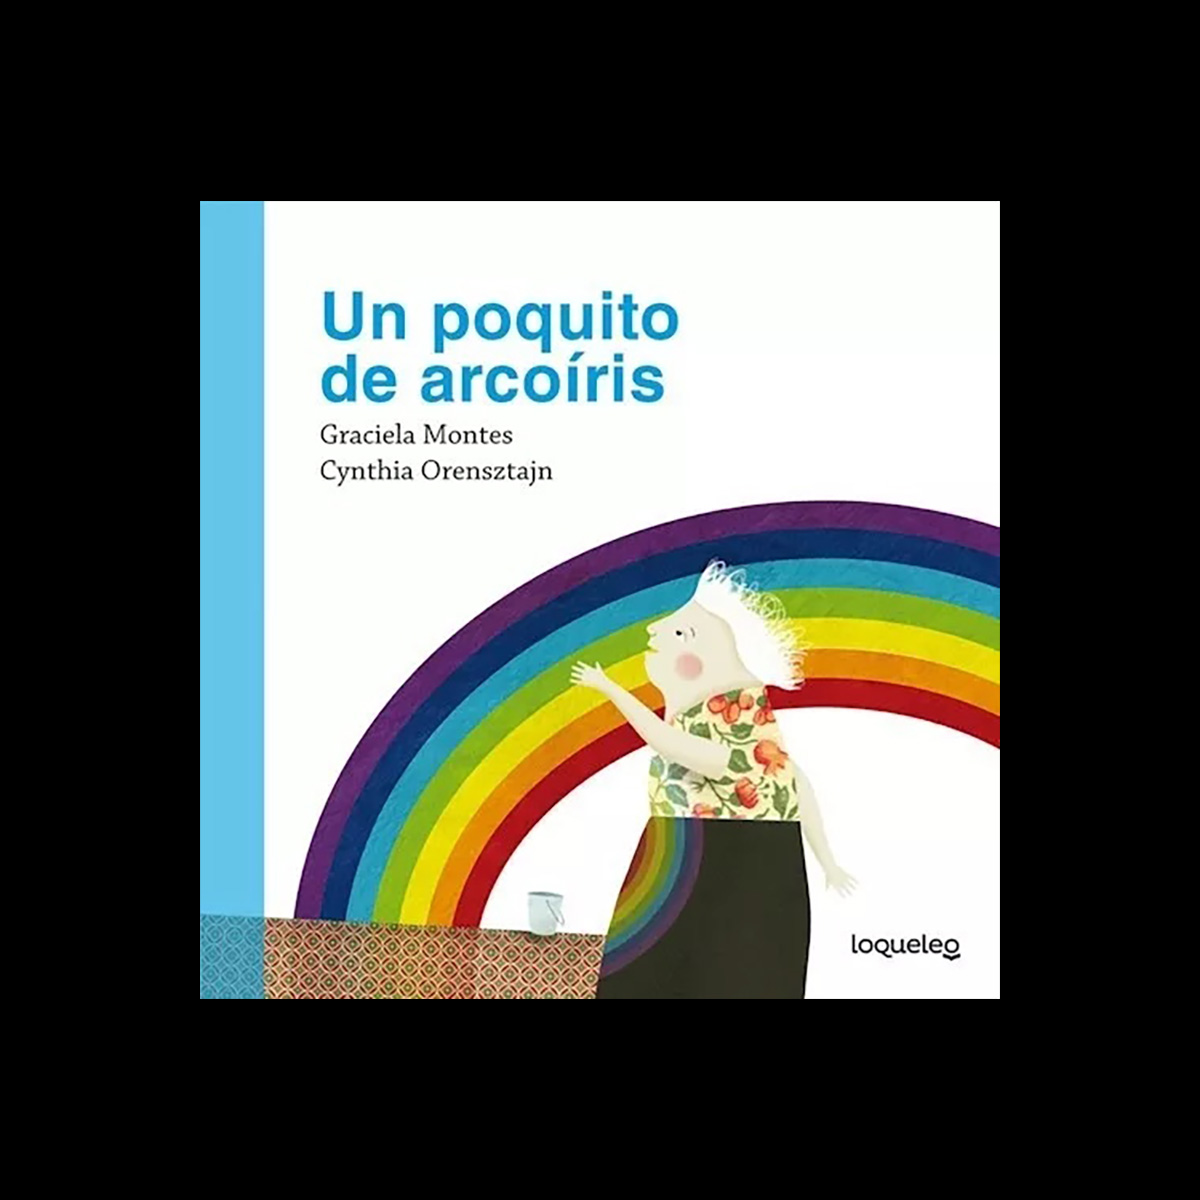 Un poquito
de arcoíris
Graciela Montes
Cynthia Orensztajn
loqueleo